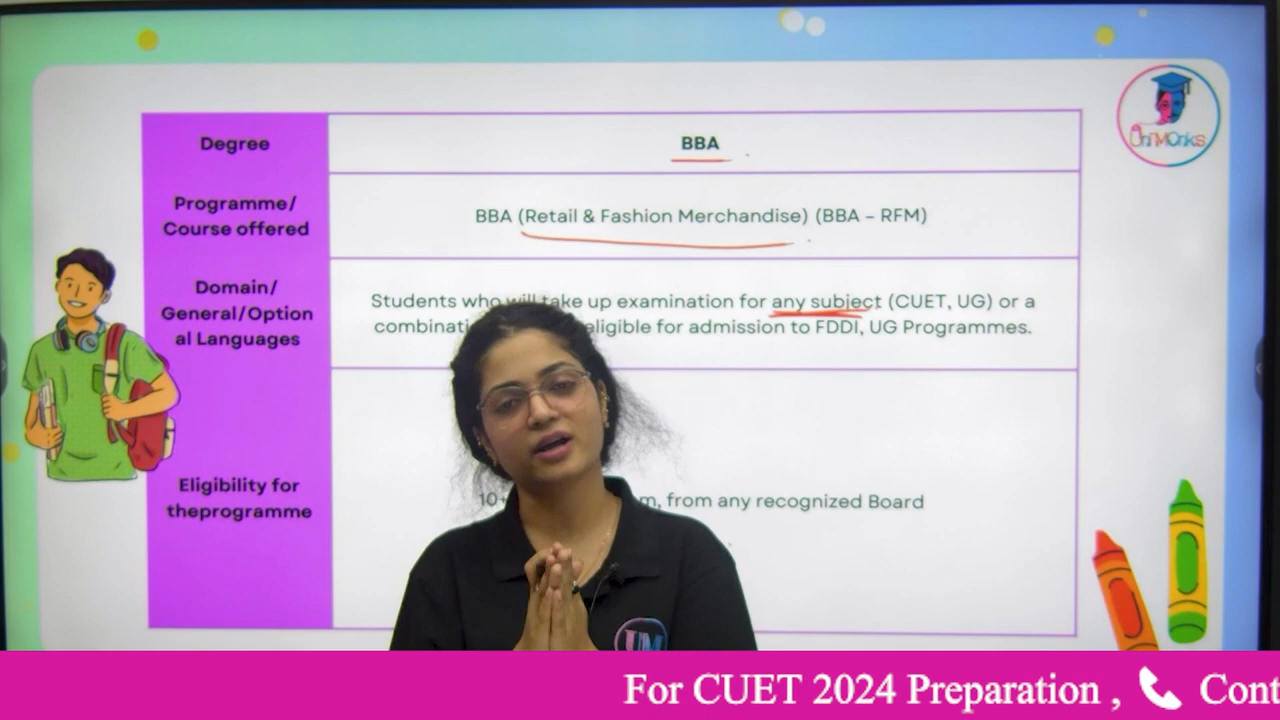 Degree
BBA
Programme/
Course offered
BBA (Retail & Fashion Merchandise) (BBA – RFM)
Domain/
General/Option
al Languages
Students who will take up examination for any subject (CUET, UG) or a
eligible for admission to FDDI, UG Programmes.
Eligibility for
theprogramme
from any recognized Board
UniMonks
UM
For CUET 2024 Preparation ,